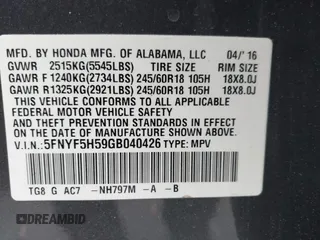 MFD. BY HONDA MFG. OF ALABAMA, LLC 04/'16
GVWR 2515KG(5545LBS) TIRE SIZE RIM SIZE
GAWR F 1240KG(2734LBS) 245/60R18 105H 18X8.0J
GAWR R 1325KG(2921LBS) 245/60R18 105H 18X8.0J
THIS VEHICLE CONFORMS TO ALL APPLICABLE
FEDERAL MOTOR VEHICLE SAFETY STANDARDS
IN EFFECT ON THE DATE OF MANUFACTURE
SHOWN ABOVE.
V.I.N.: 5FNYF5H59GB040426 TYPE: MPV
TG8 G AC7 -NH797M -A -B
DREAMBID